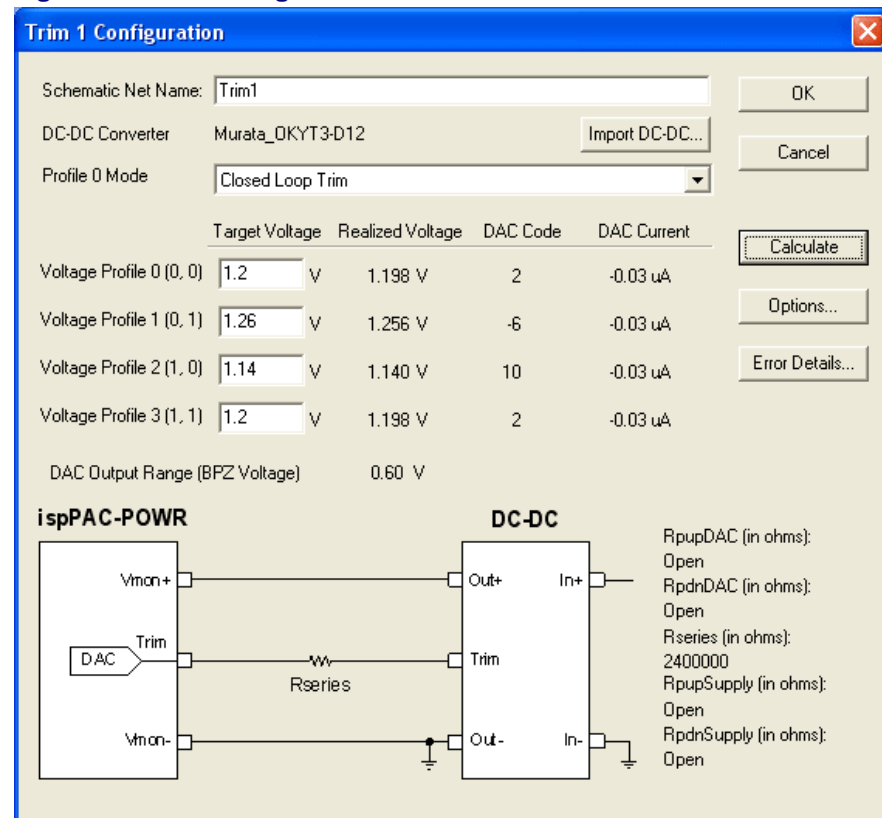 Trim 1 Configuration
Schematic Net Name: Trim1 OK
DC-DC Converter Murata_OKYT3-D12 Import DC-DC...
Cancel
Profile 0 Mode Closed Loop Trim
Target Voltage Realized Voltage DAC Code DAC Current
Calculate
Voltage Profile 0 (0, 0) 1.2 V 1.198 V 2 -0.03 uA
Options...
Voltage Profile 1 (0, 1) 1.26 V 1.256 V -6 -0.03 uA
Voltage Profile 2 (1, 0) 1.14 V 1.140 V 10 -0.03 uA Error Details...
Voltage Profile 3 (1, 1) 1.2 V 1.198 V 2 -0.03 uA
DAC Output Range (BPZ Voltage) 0.60 V
ispPAC-POWR DC-DC
Vmon+ Out+ In+
DAC Trim Trim
Rseries
Vmon- Out- In-
RpupDAC (in ohms):
Open
RpdnDAC (in ohms):
Open
Rseries (in ohms):
2400000
RpupSupply (in ohms):
Open
RpdnSupply (in ohms):
Open